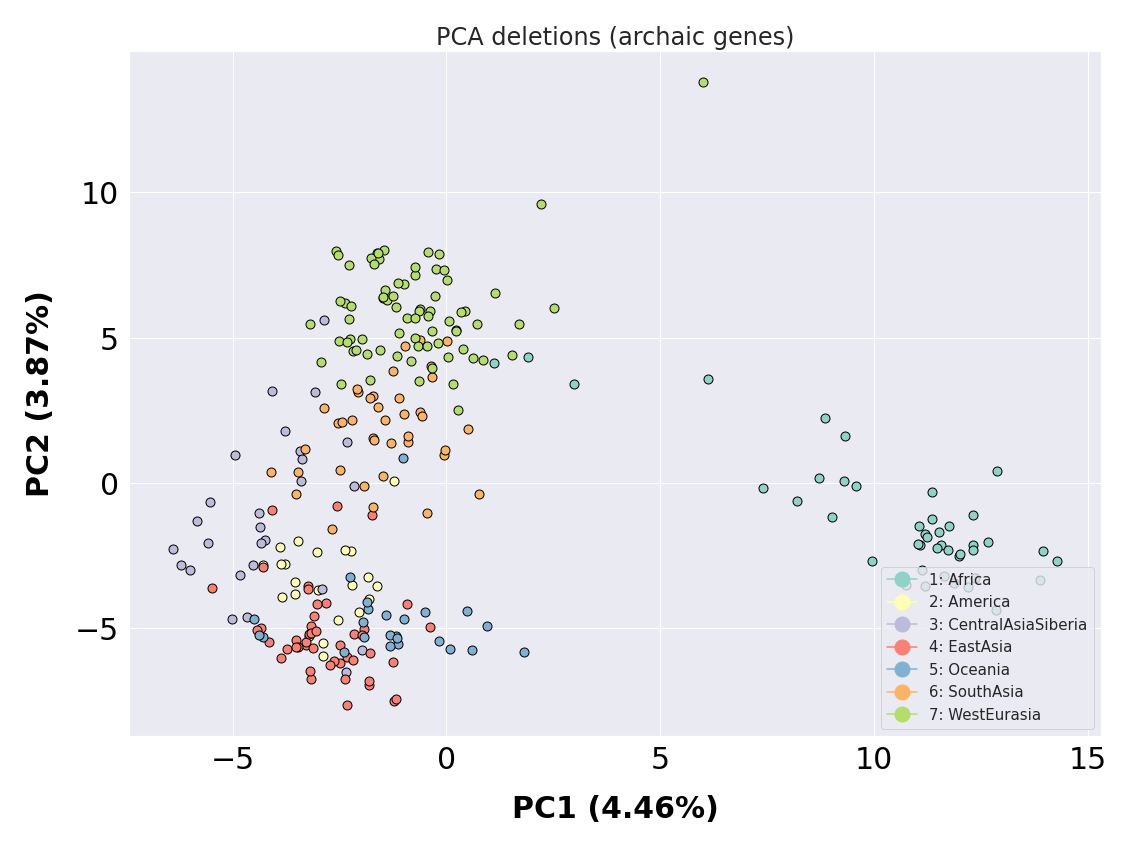 PCA deletions (archaic genes)
10
5
0
−5
PC2 (3.87%)
1: Africa
2: America
3: CentralAsiaSiberia
4: EastAsia
5: Oceania
6: SouthAsia
7: WestEurasia
−5 0 5 10 15
PC1 (4.46%)